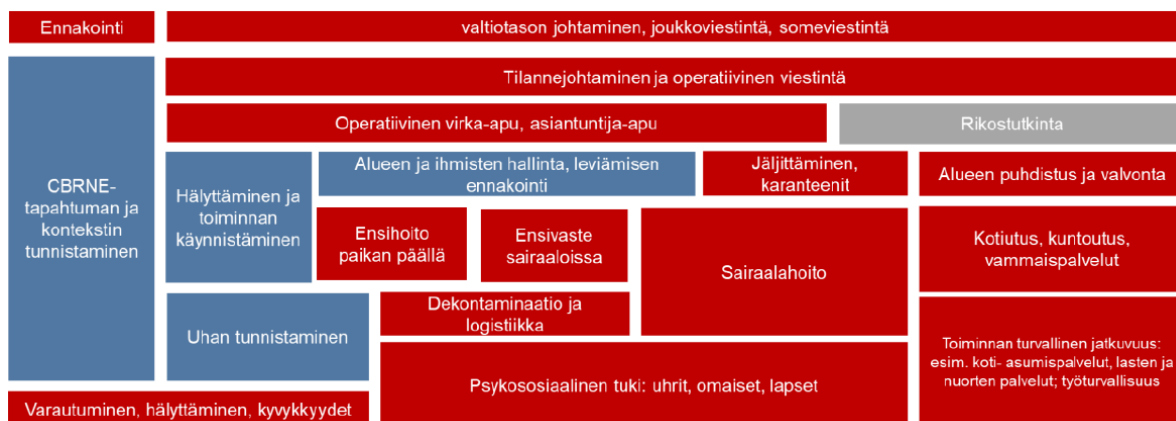 Ennakointi
valtiotason johtaminen, joukkoviestintä, someviestintä
Tilannejohtaminen ja operatiivinen viestintä
Operatiivinen virka-apu, asiantuntija-apu
Rikostutkinta
CBRNE-
tapahtuman ja
kontekstin
tunnistaminen
Hälyttäminen ja
toiminnan
käynnistäminen
Alueen ja ihmisten hallinta, leviämisen
ennakointi
Jäljittäminen,
karanteenit
Alueen puhdistus ja valvonta
Ensihoito
paikan päällä
Ensivaste
sairaaloissa
Sairaalahoito
Kotiutus, kuntoutus,
vammaispalvelut
Uhan tunnistaminen
Dekontaminaatio ja
logistiikka
Toiminnan turvallinen jatkuvuus:
esim. koti- asumispalvelut, lasten ja
nuorten palvelut; työturvallisuus
Psykososiaalinen tuki: uhrit, omaiset, lapset
Varautuminen, hälyttäminen, kyvykkyydet